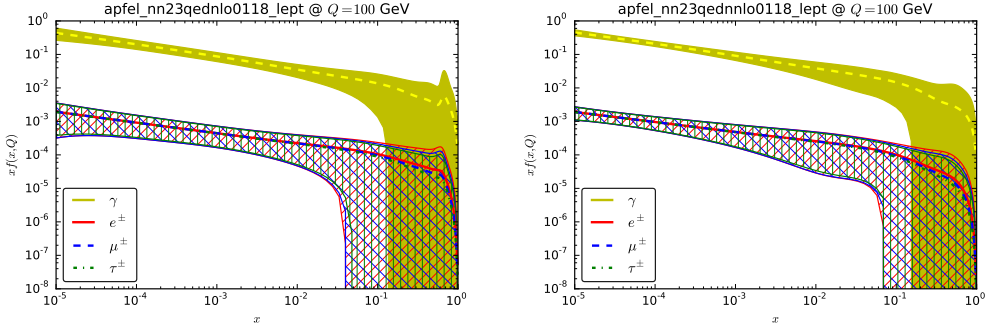 apfel_nn23qednlo0118_lept @ Q=100 GeV
xf(x,Q)
10^0
10^-1
10^-2
10^-3
10^-4
10^-5
10^-6
10^-7
10^-8
γ
e^±
μ^±
τ^±
10^-5 10^-4 10^-3 10^-2 10^-1 10^0
x
apfel_nn23qednnlo0118_lept @ Q=100 GeV
xf(x,Q)
10^0
10^-1
10^-2
10^-3
10^-4
10^-5
10^-6
10^-7
10^-8
γ
e^±
μ^±
τ^±
10^-5 10^-4 10^-3 10^-2 10^-1 10^0
x